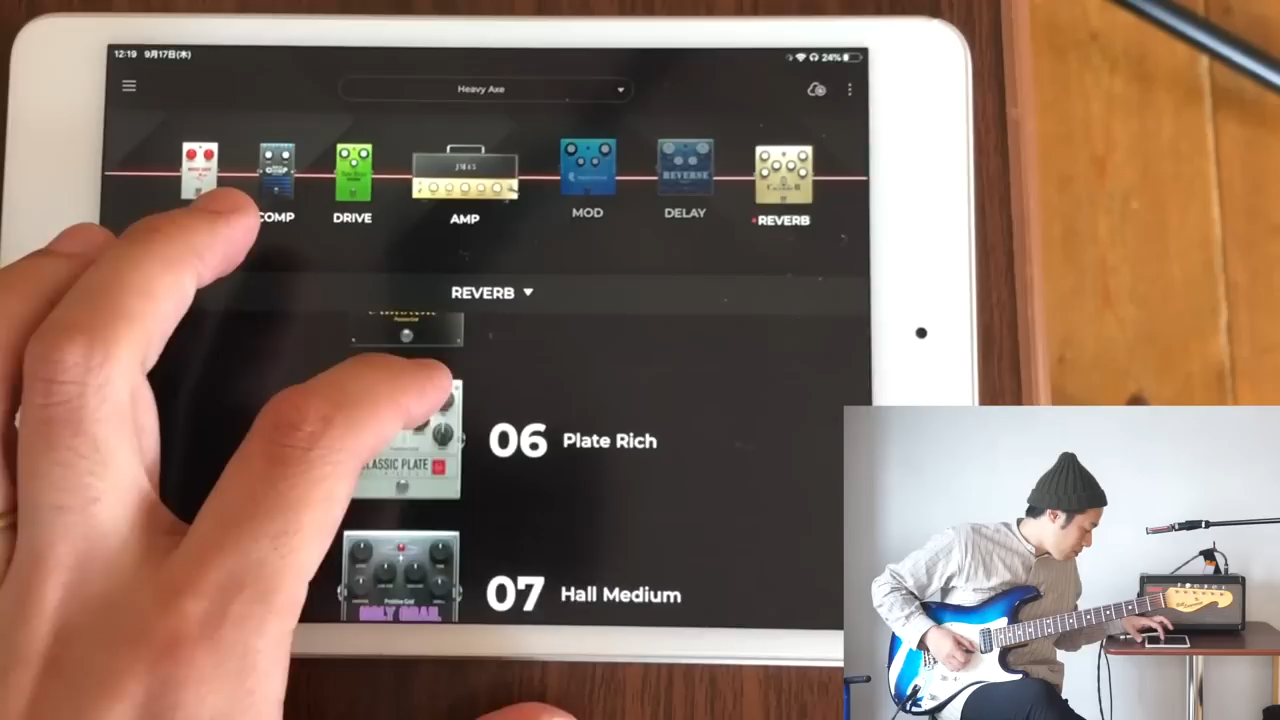 12:19 9月17日(木)
24%
Heavy Axe
JM45
REVERSE
COMP
DRIVE
AMP
MOD
DELAY
REVERB
REVERB
06 Plate Rich
CLASSIC PLATE
07 Hall Medium
HOLY GRAIL